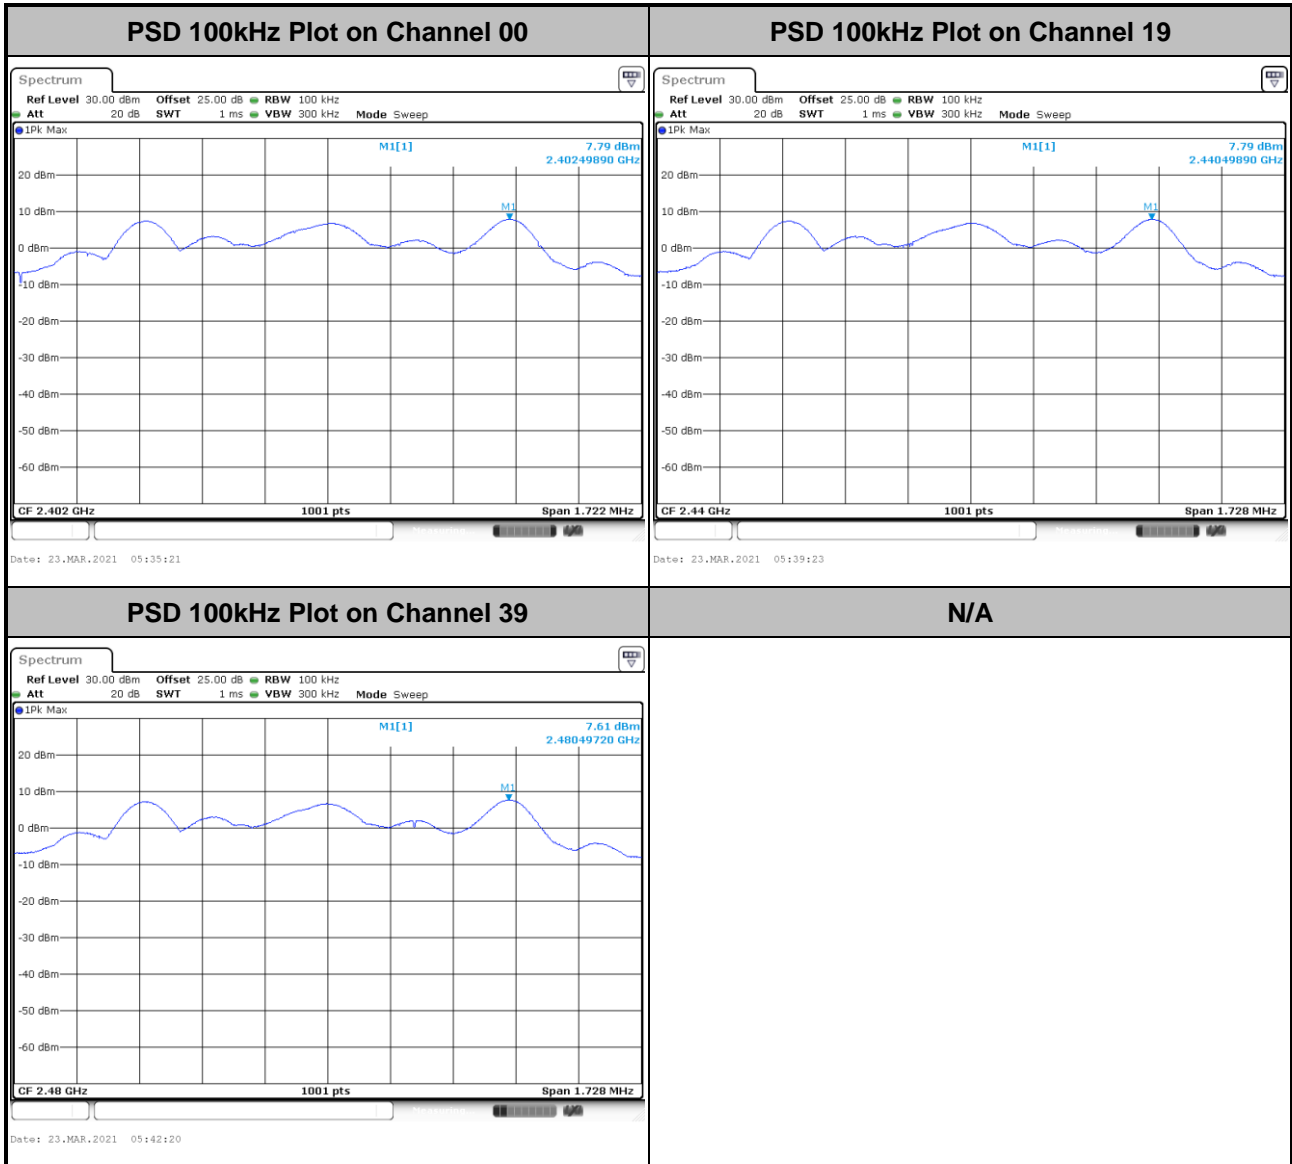 PSD 100kHz Plot on Channel 00
PSD 100kHz Plot on Channel 19
Spectrum
Ref Level 30.00 dBm Offset 25.00 dB RBW 100 kHz
Att 20 dB SWT 1 ms VBW 300 kHz Mode Sweep
1Pk Max
M1[1] 7.79 dBm
2.40249890 GHz
20 dBm
10 dBm
M1
0 dBm
-10 dBm
-20 dBm
-30 dBm
-40 dBm
-50 dBm
-60 dBm
CF 2.402 GHz 1001 pts Span 1.722 MHz
Measuring...
Date: 23.MAR.2021 05:35:21
Spectrum
Ref Level 30.00 dBm Offset 25.00 dB RBW 100 kHz
Att 20 dB SWT 1 ms VBW 300 kHz Mode Sweep
1Pk Max
M1[1] 7.79 dBm
2.44049890 GHz
20 dBm
10 dBm
M1
0 dBm
-10 dBm
-20 dBm
-30 dBm
-40 dBm
-50 dBm
-60 dBm
CF 2.44 GHz 1001 pts Span 1.728 MHz
Measuring...
Date: 23.MAR.2021 05:39:23
PSD 100kHz Plot on Channel 39
N/A
Spectrum
Ref Level 30.00 dBm Offset 25.00 dB RBW 100 kHz
Att 20 dB SWT 1 ms VBW 300 kHz Mode Sweep
1Pk Max
M1[1] 7.61 dBm
2.48049720 GHz
20 dBm
10 dBm
M1
0 dBm
-10 dBm
-20 dBm
-30 dBm
-40 dBm
-50 dBm
-60 dBm
CF 2.48 GHz 1001 pts Span 1.728 MHz
Measuring...
Date: 23.MAR.2021 05:42:20